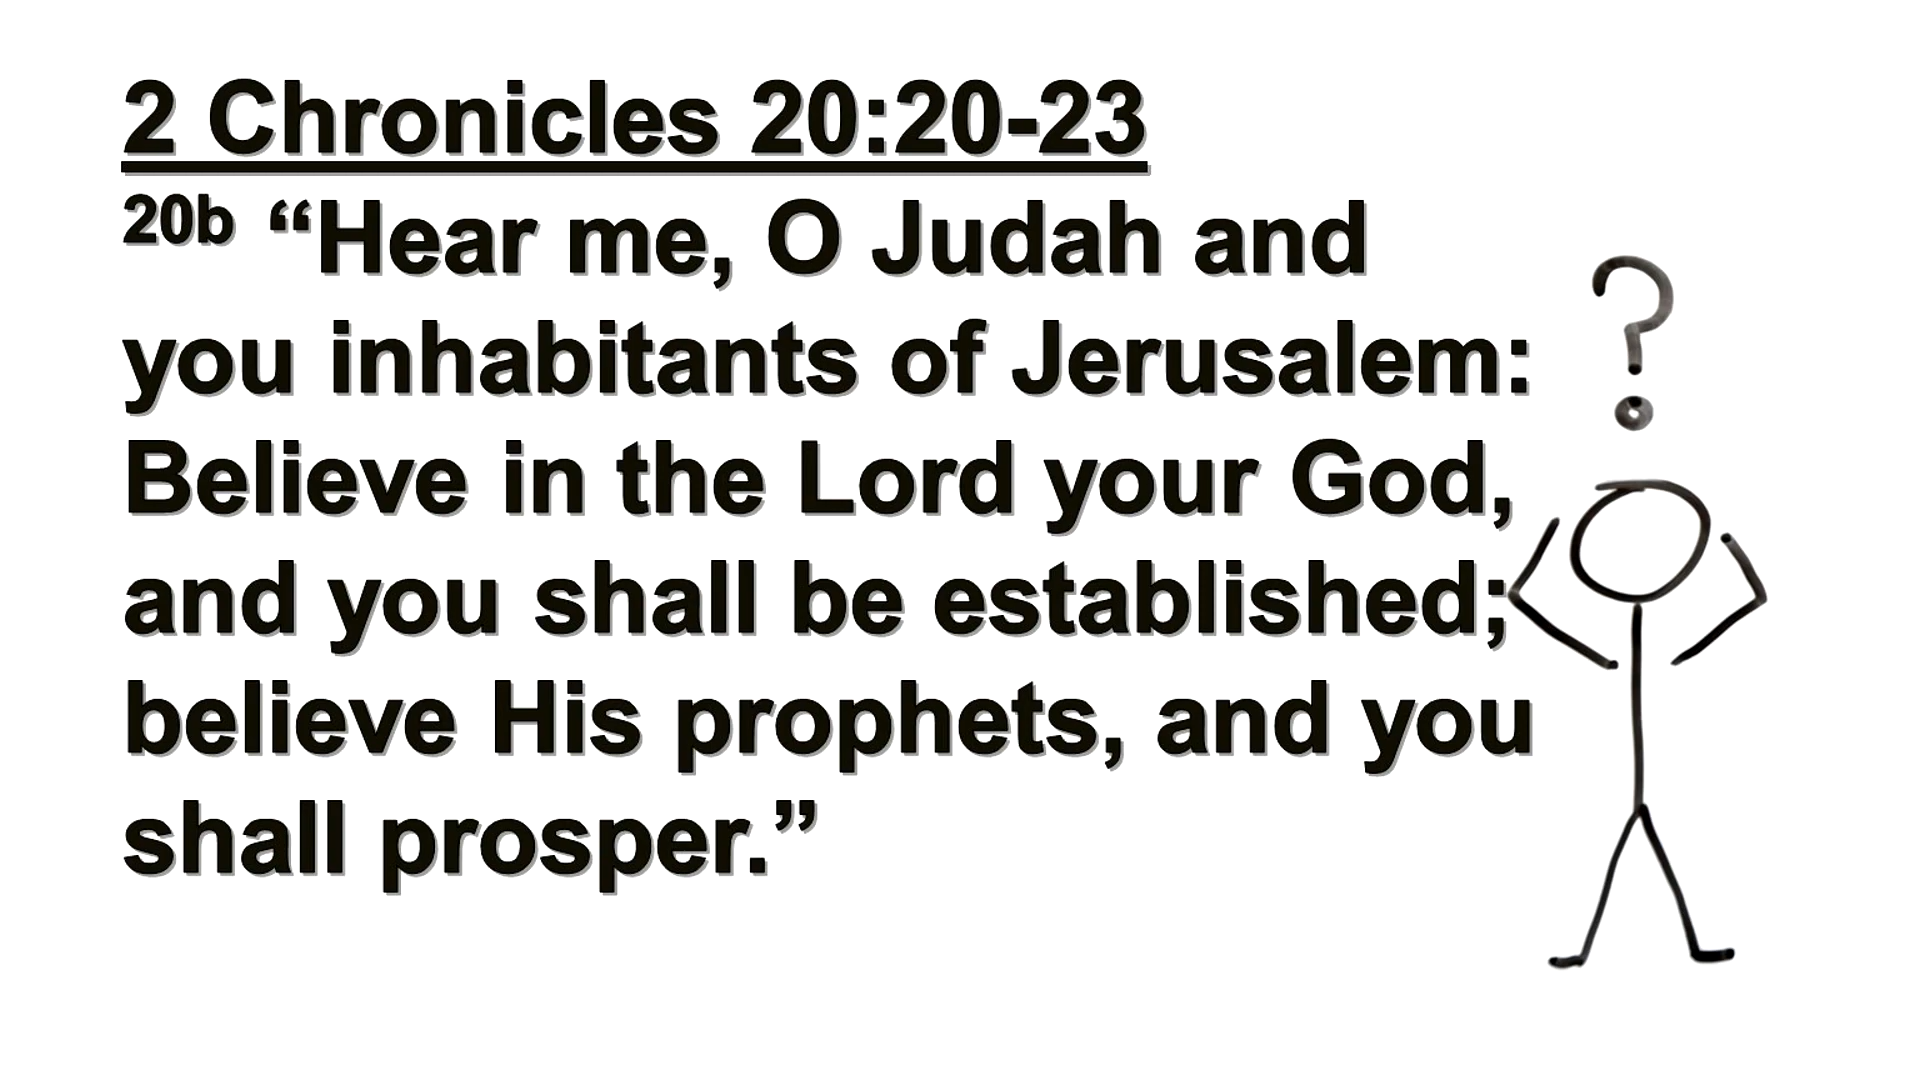 2 Chronicles 20:20-23
20b “Hear me, O Judah and
you inhabitants of Jerusalem:
Believe in the Lord your God,
and you shall be established;
believe His prophets, and you
shall prosper.”
?